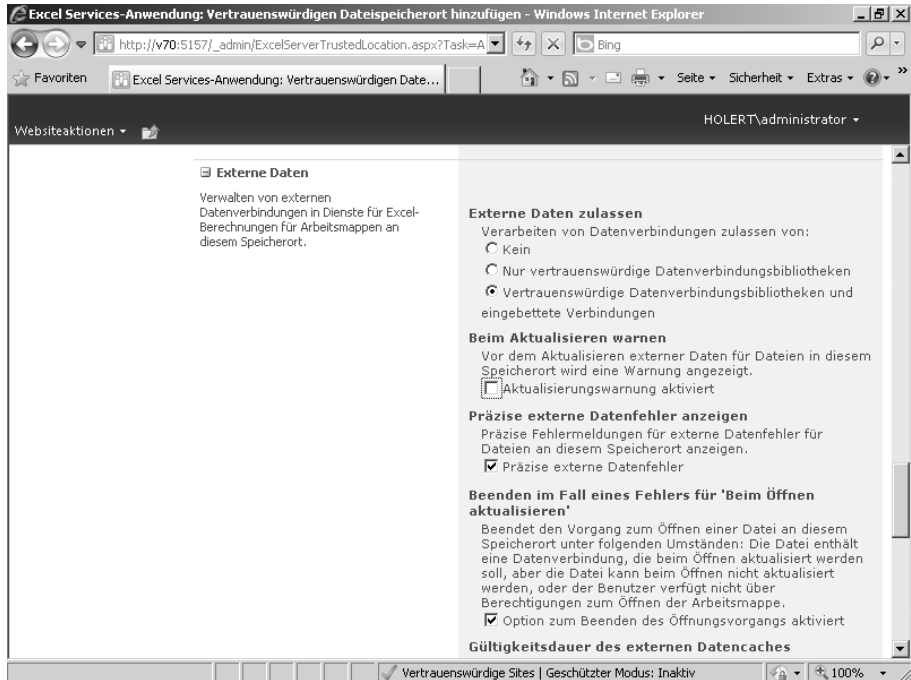 Excel Services-Anwendung: Vertrauenswürdigen Dateispeicherort hinzufügen - Windows Internet Explorer
http://v70:5157/_admin/ExcelServerTrustedLocation.aspx?Task=A
Bing
Favoriten
Excel Services-Anwendung: Vertrauenswürdigen Date...
Seite
Sicherheit
Extras
»
Websiteaktionen
HOLERT\administrator
Externe Daten
Verwalten von externen
Datenverbindungen in Dienste für Excel-
Berechnungen für Arbeitsmappen an
diesem Speicherort.
Externe Daten zulassen
Verarbeiten von Datenverbindungen zulassen von:
Kein
Nur vertrauenswürdige Datenverbindungsbibliotheken
Vertrauenswürdige Datenverbindungsbibliotheken und
eingebettete Verbindungen
Beim Aktualisieren warnen
Vor dem Aktualisieren externer Daten für Dateien in diesem
Speicherort wird eine Warnung angezeigt.
Aktualisierungswarnung aktiviert
Präzise externe Datenfehler anzeigen
Präzise Fehlermeldungen für externe Datenfehler für
Dateien an diesem Speicherort anzeigen.
Präzise externe Datenfehler
Beenden im Fall eines Fehlers für 'Beim Öffnen
aktualisieren'
Beendet den Vorgang zum Öffnen einer Datei an diesem
Speicherort unter folgenden Umständen: Die Datei enthält
eine Datenverbindung, die beim Öffnen aktualisiert werden
soll, aber die Datei kann beim Öffnen nicht aktualisiert
werden, oder der Benutzer verfügt nicht über
Berechtigungen zum Öffnen der Arbeitsmappe.
Option zum Beenden des Öffnungsvorgangs aktiviert
Gültigkeitsdauer des externen Datencaches
Vertrauenswürdige Sites | Geschützter Modus: Inaktiv
100%